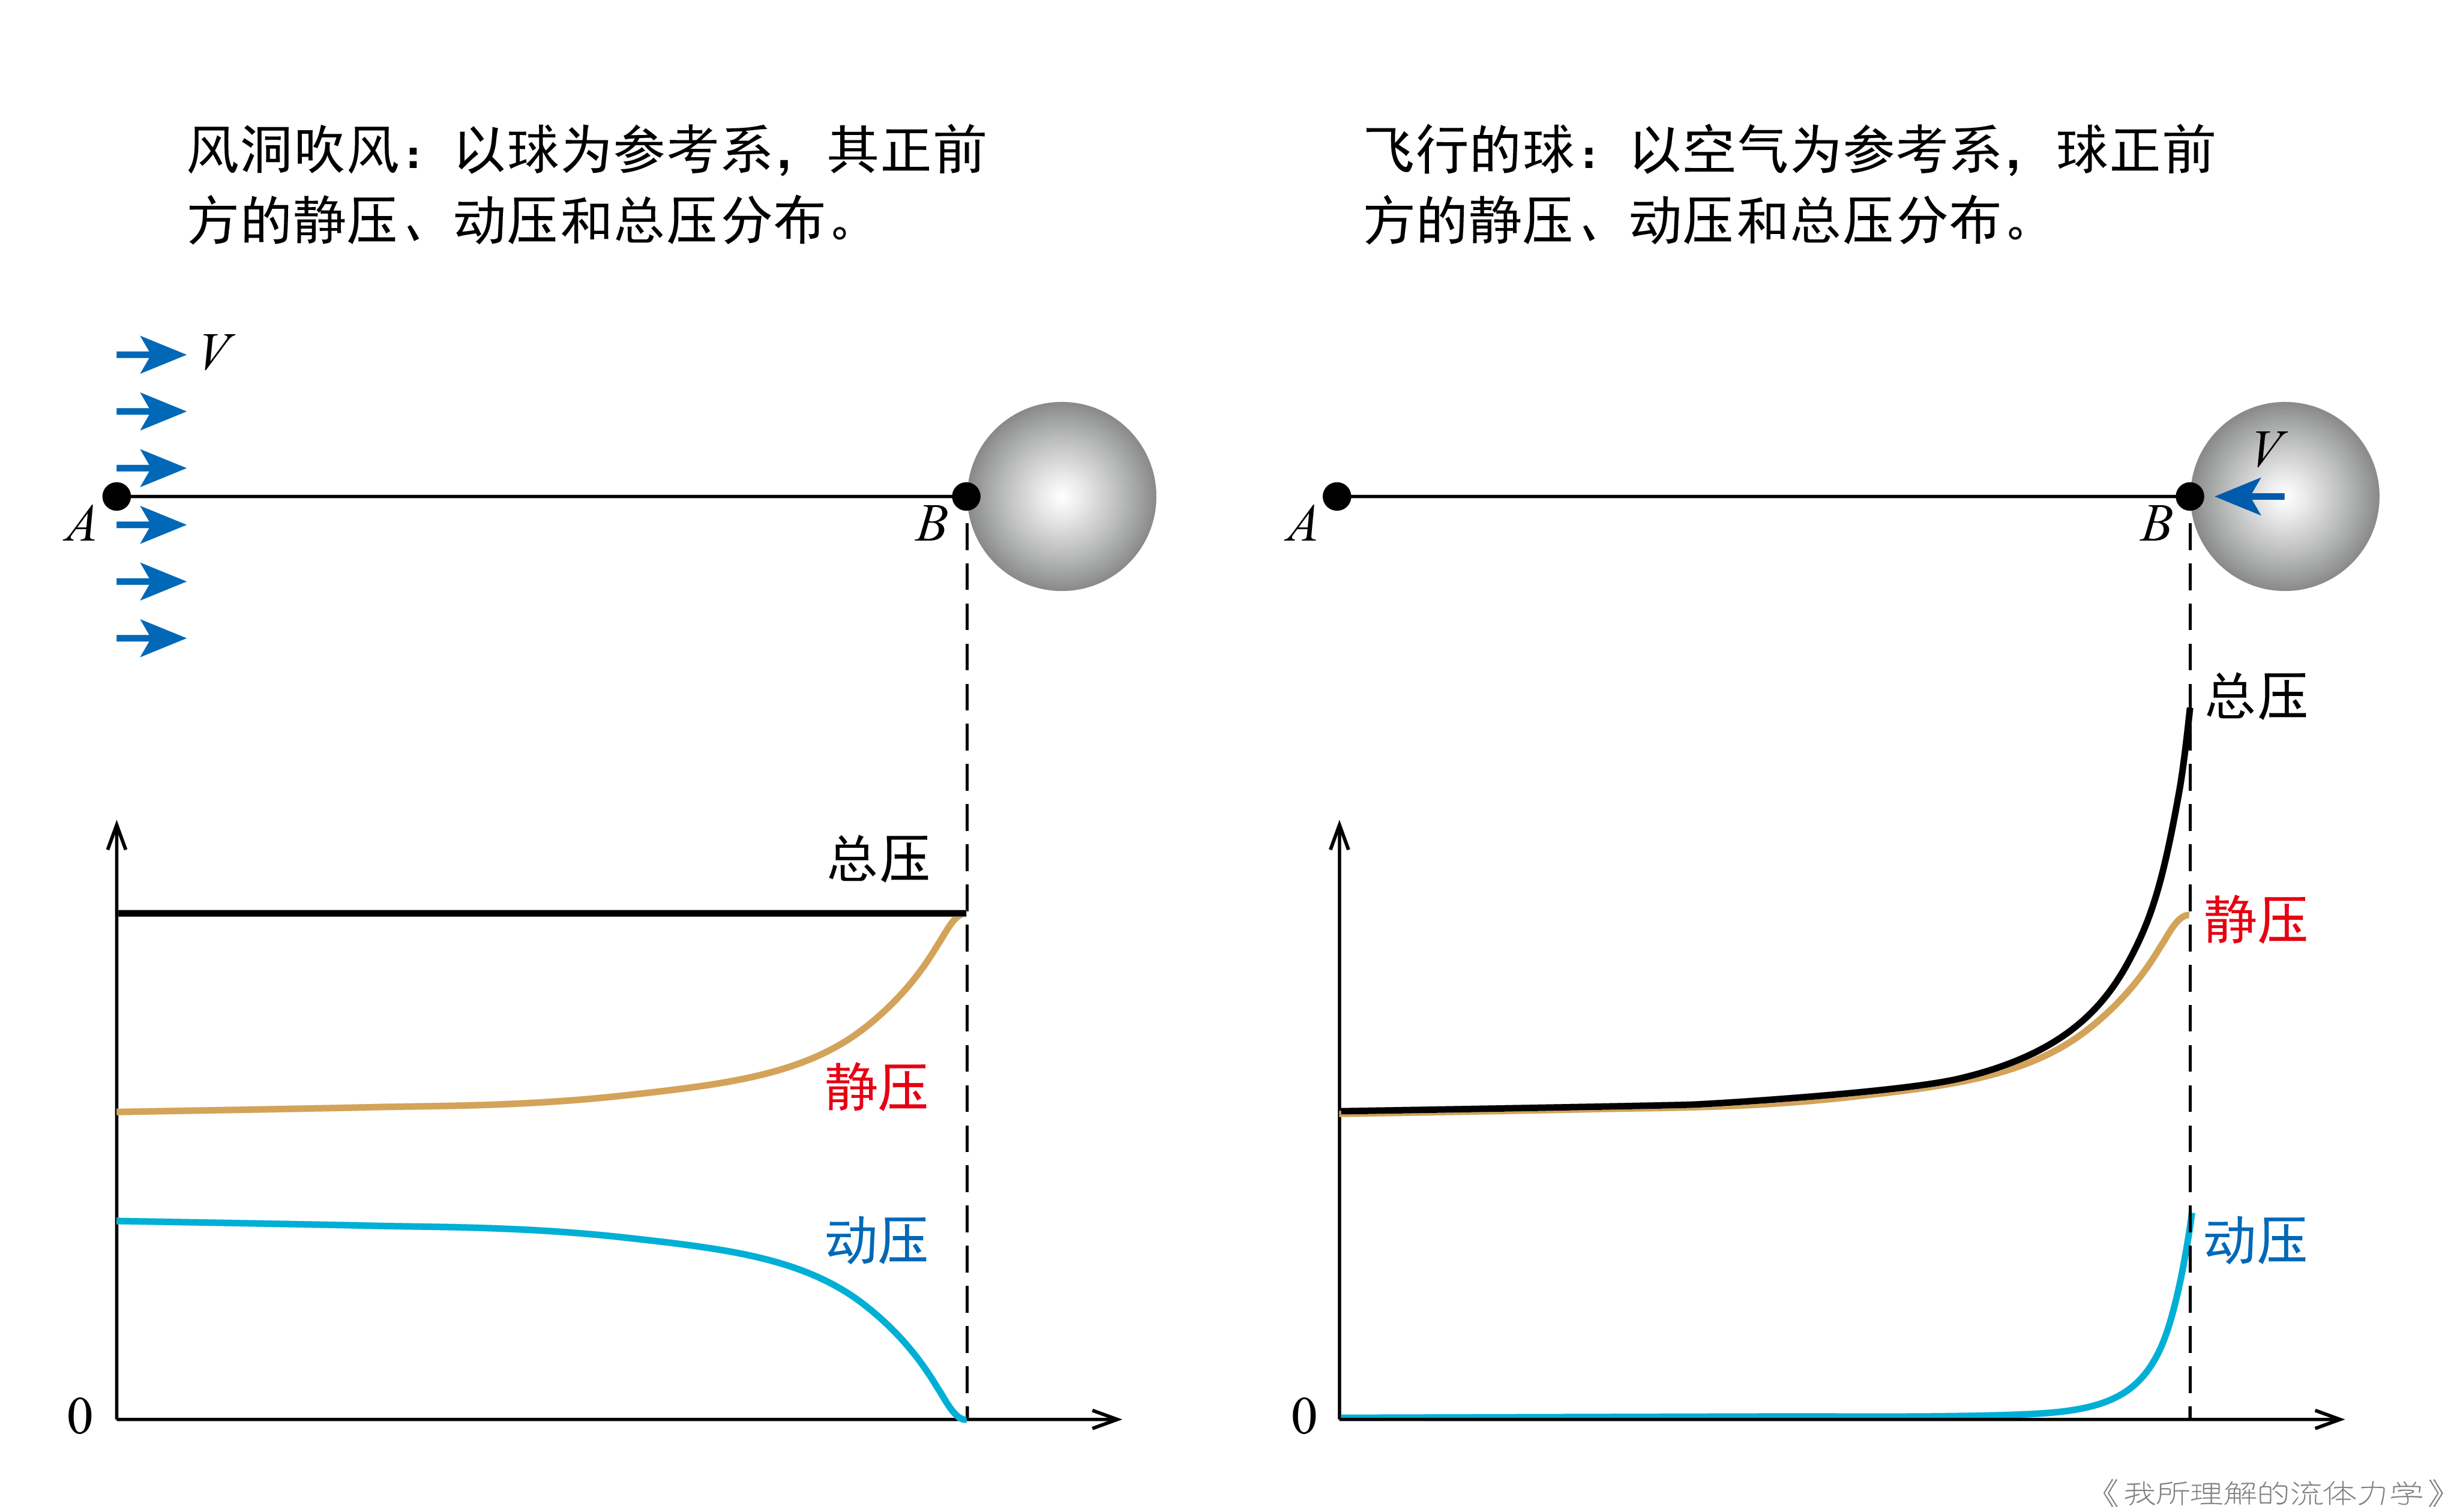 风洞吹风：以球为参考系，其正前
方的静压、动压和总压分布。
飞行的球：以空气为参考系，球正前
方的静压、动压和总压分布。
V
A
B
V
A
B
总压
静压
动压
0
总压
静压
动压
0
《我所理解的流体力学》